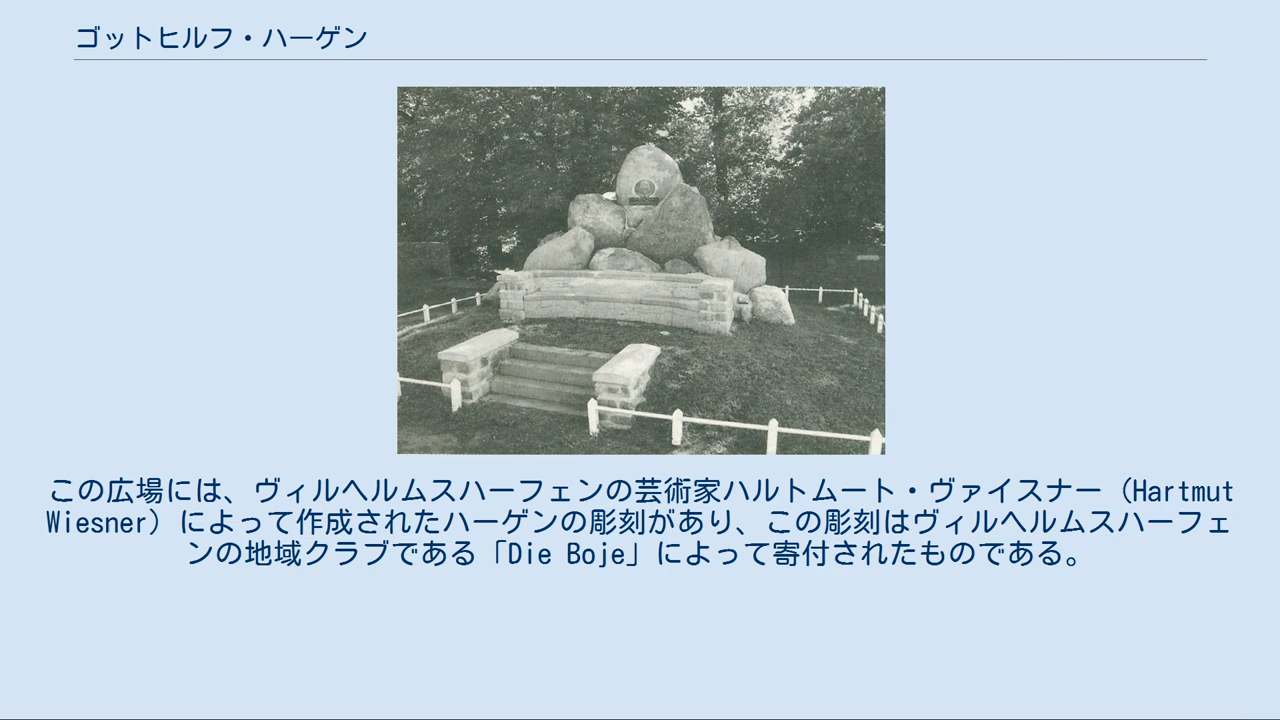 ゴットヒルフ・ハーゲン
この広場には、ヴィルヘルムスハーフェンの芸術家ハルトムート・ヴァイスナー（Hartmut
Wiesner）によって作成されたハーゲンの彫刻があり、この彫刻はヴィルヘルムスハーフェ
ンの地域クラブである「Die Boje」によって寄付されたものである。